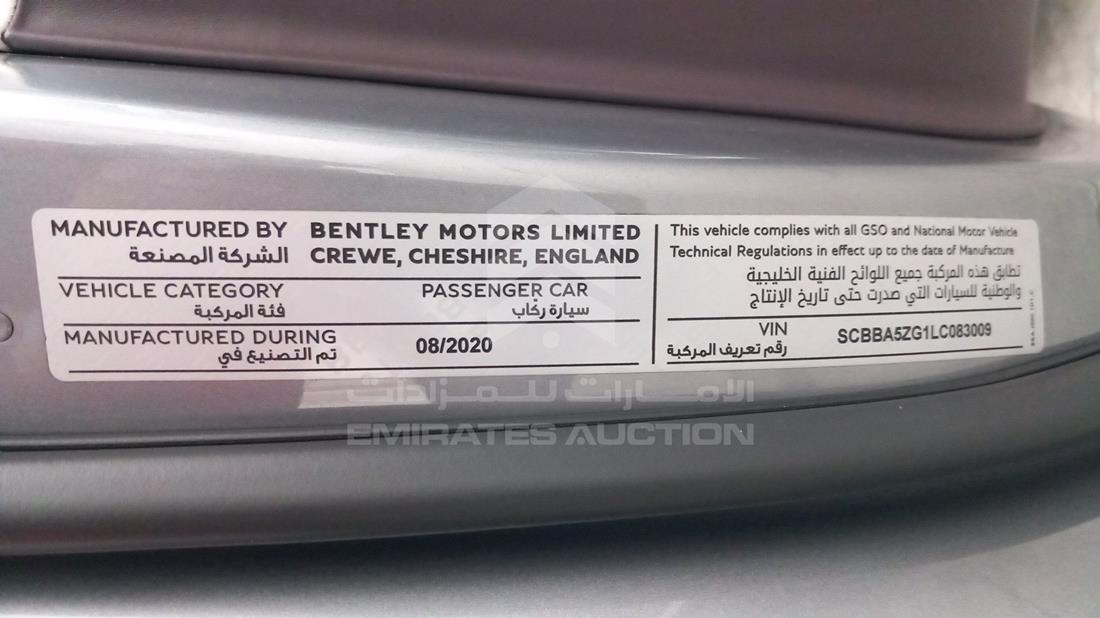 MANUFACTURED BY
الشركة المصنعة
BENTLEY MOTORS LIMITED
CREWE, CHESHIRE, ENGLAND
VEHICLE CATEGORY
فئة المركبة
PASSENGER CAR
سيارة ركاب
MANUFACTURED DURING
تم التصنيع في
08/2020
This vehicle complies with all GSO and National Motor Vehicle
Technical Regulations in effect up to the date of Manufacture
تطابق هذه المركبة جميع اللوائح الفنية الخليجية
والوطنية للسيارات التي صدرت حتى تاريخ الإنتاج
VIN
رقم تعريف المركبة
SCBBA5ZG1LC083009
الامارات للمزادات
EMIRATES AUCTION